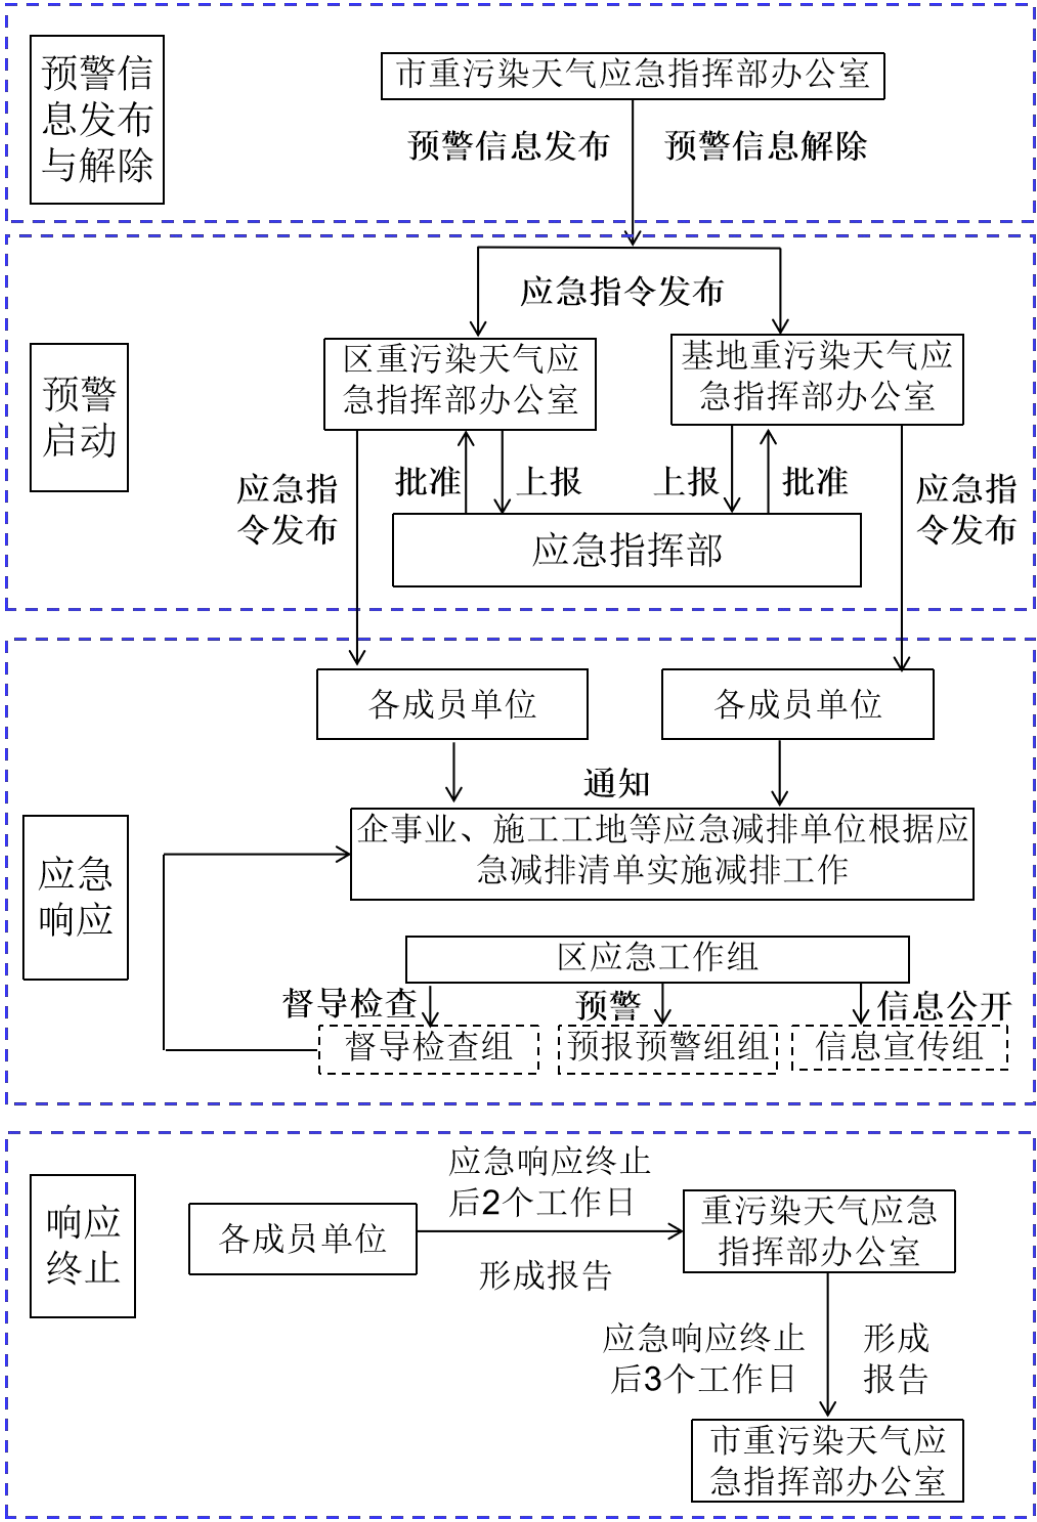 预警信
息发布
与解除
市重污染天气应急指挥部办公室
预警信息发布
预警信息解除
预警
启动
应急指令发布
区重污染天气应
急指挥部办公室
基地重污染天气应
急指挥部办公室
应急指
令发布
批准
上报
上报
批准
应急指
令发布
应急指挥部
应急
响应
各成员单位
各成员单位
通知
企事业、施工工地等应急减排单位根据应
急减排清单实施减排工作
区应急工作组
督导检查
预警
信息公开
督导检查组
预报预警组组
信息宣传组
响应
终止
各成员单位
应急响应终止
后2个工作日
形成报告
重污染天气应急
指挥部办公室
应急响应终止
后3个工作日
形成
报告
市重污染天气应
急指挥部办公室